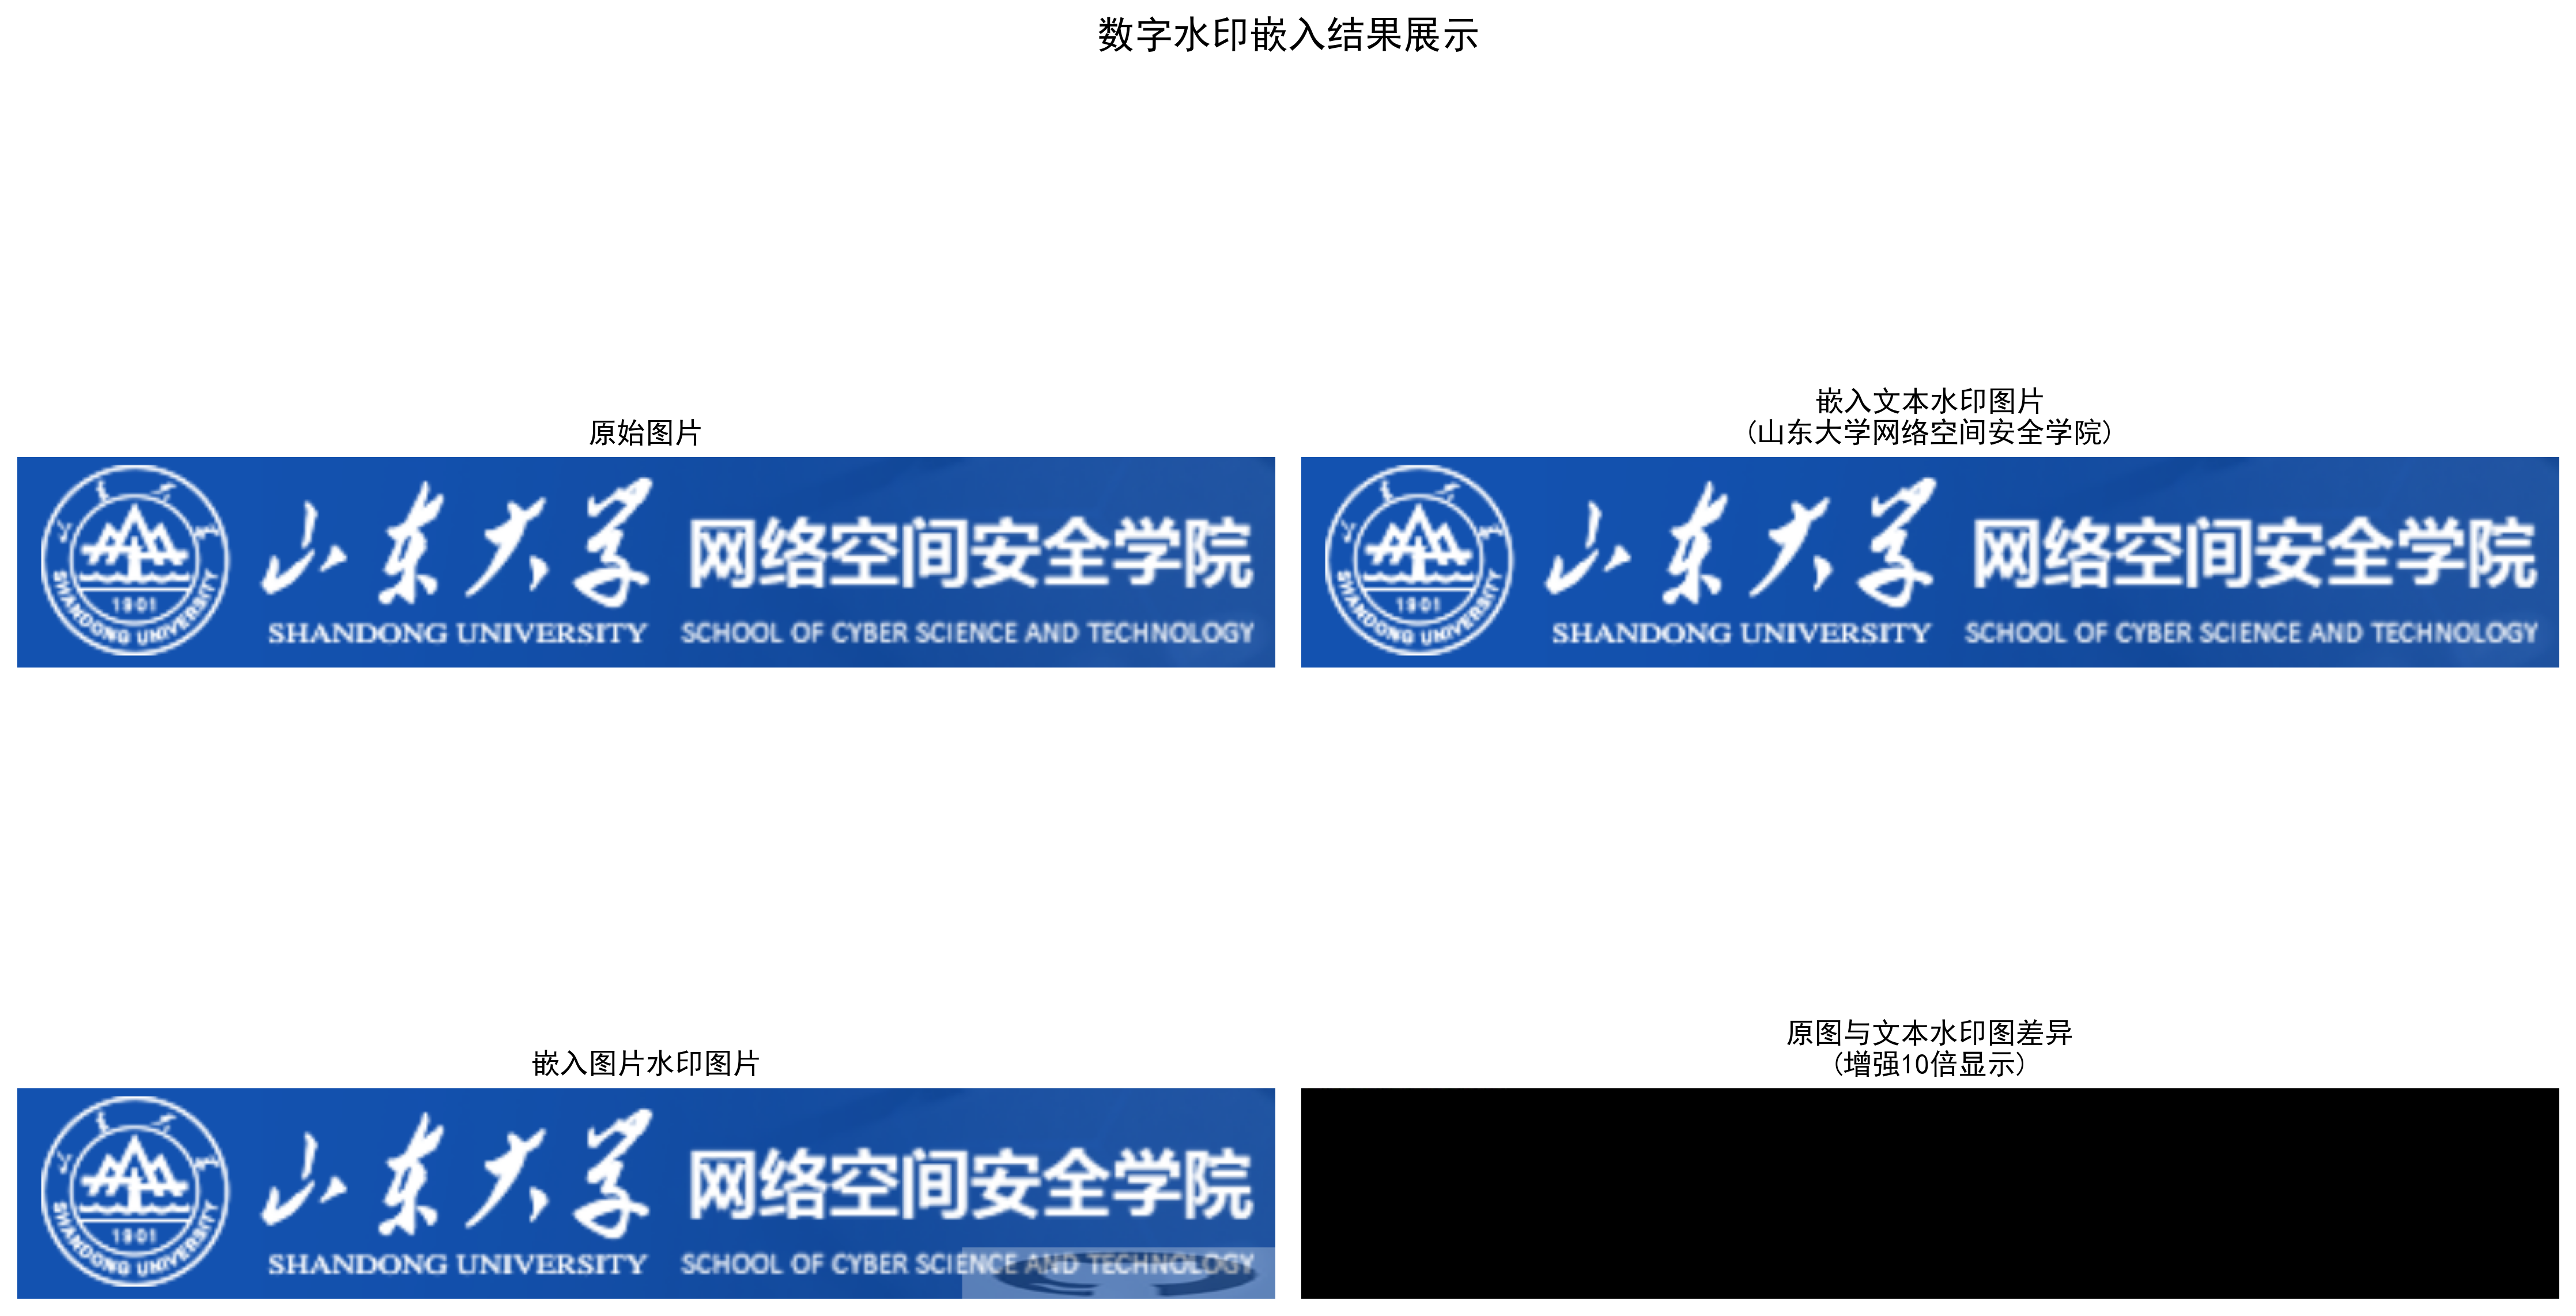 数字水印嵌入结果展示
原始图片
嵌入文本水印图片
(山东大学网络空间安全学院)
山东大学 网络空间安全学院
SHANDONG UNIVERSITY SCHOOL OF CYBER SCIENCE AND TECHNOLOGY
1901
SHANDONG UNIVERSITY
山东大学 网络空间安全学院
SHANDONG UNIVERSITY SCHOOL OF CYBER SCIENCE AND TECHNOLOGY
1901
SHANDONG UNIVERSITY
嵌入图片水印图片
原图与文本水印图差异
(增强10倍显示)
山东大学 网络空间安全学院
SHANDONG UNIVERSITY SCHOOL OF CYBER SCIENCE AND TECHNOLOGY
1901
SHANDONG UNIVERSITY